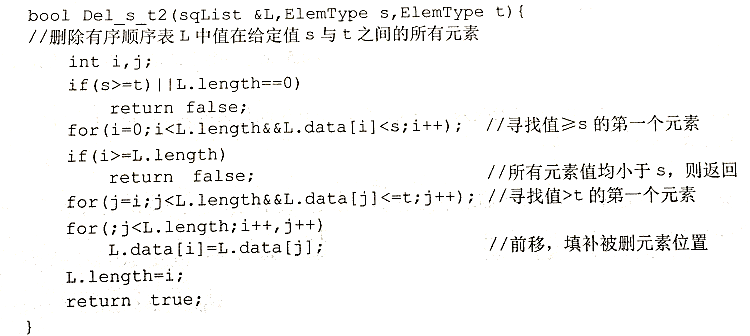 bool Del_s_t2(sqList &L,ElemType s,ElemType t){
//删除有序顺序表L中值在给定值s与t之间的所有元素
int i,j;
if(s>=t)||L.length==0)
return false;
for(i=0;i<L.length&&L.data[i]<s;i++); //寻找值≥s的第一个元素
if(i>=L.length)
return false; //所有元素值均小于s，则返回
for(j=i;j<L.length&&L.data[j]<=t;j++); //寻找值>t的第一个元素
for(;j<L.length;i++,j++)
L.data[i]=L.data[j]; //前移，填补被删元素位置
L.length=i;
return true;
}